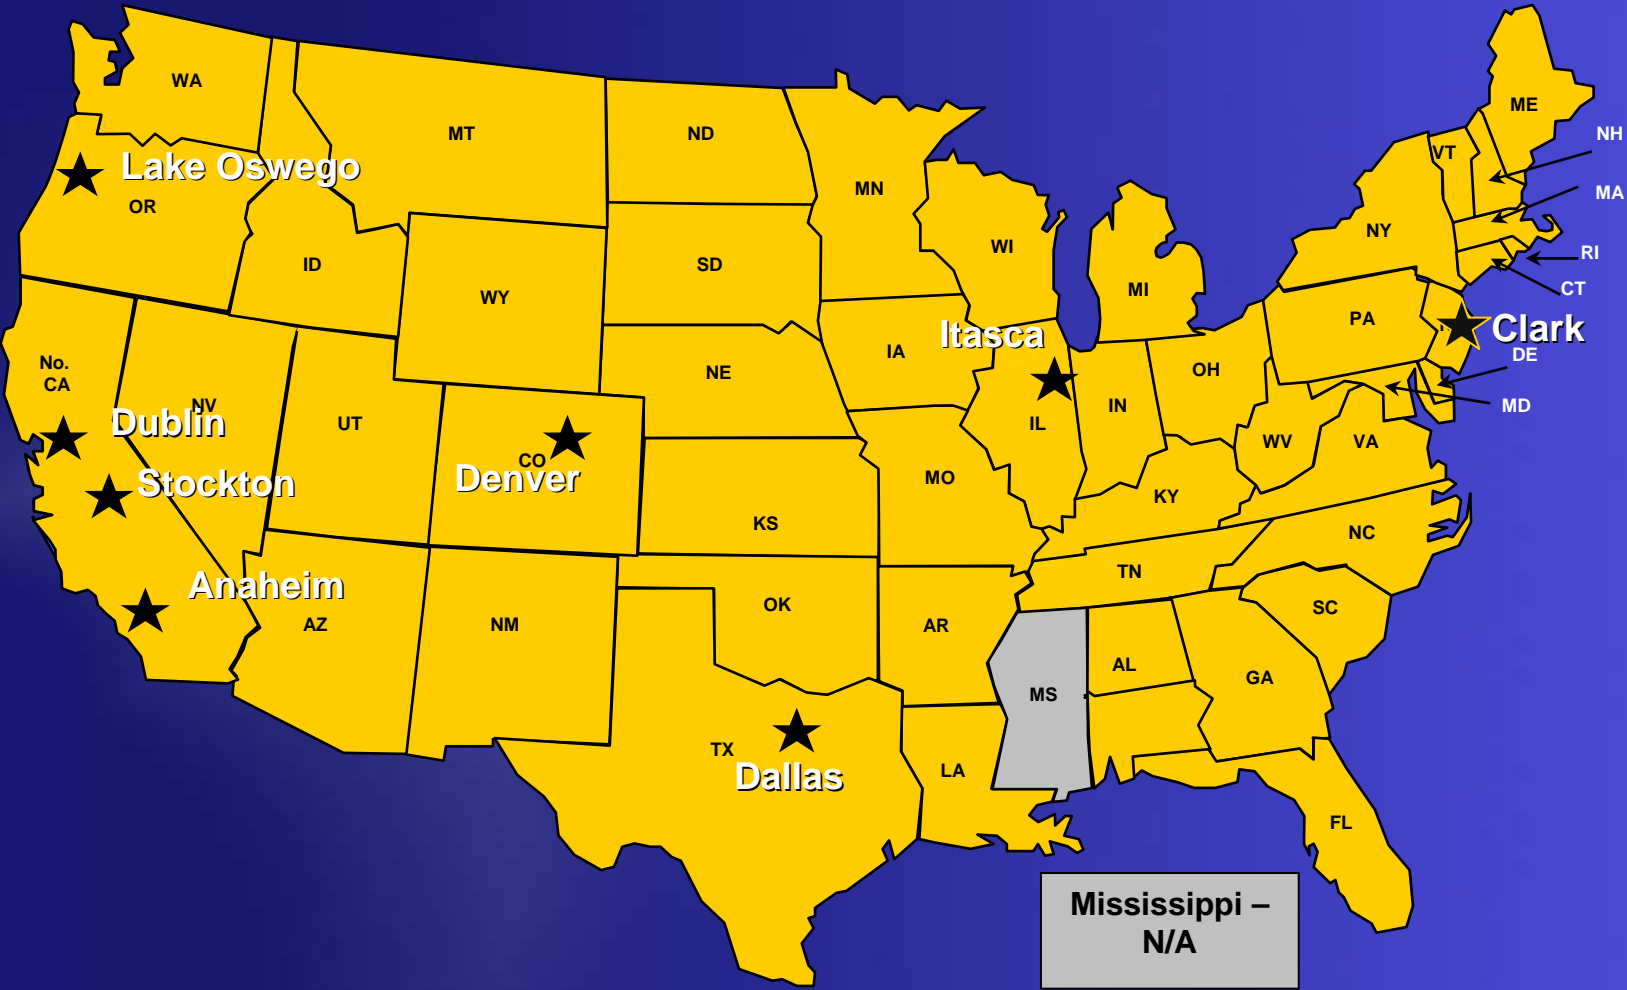 WA
MT
ND
ME
NH
VT
Lake Oswego
MN
MA
OR
NY
WI
ID
SD
RI
WY
MI
CT
PA
Itasca
Clark
IA
DE
No.
CA
NE
OH
NV
IN
MD
Dublin
UT
IL
WV
VA
CO
Denver
MO
Stockton
KY
KS
NC
TN
Anaheim
OK
SC
AZ
NM
AR
AL
GA
MS
TX
Dallas
LA
FL
Mississippi –
N/A